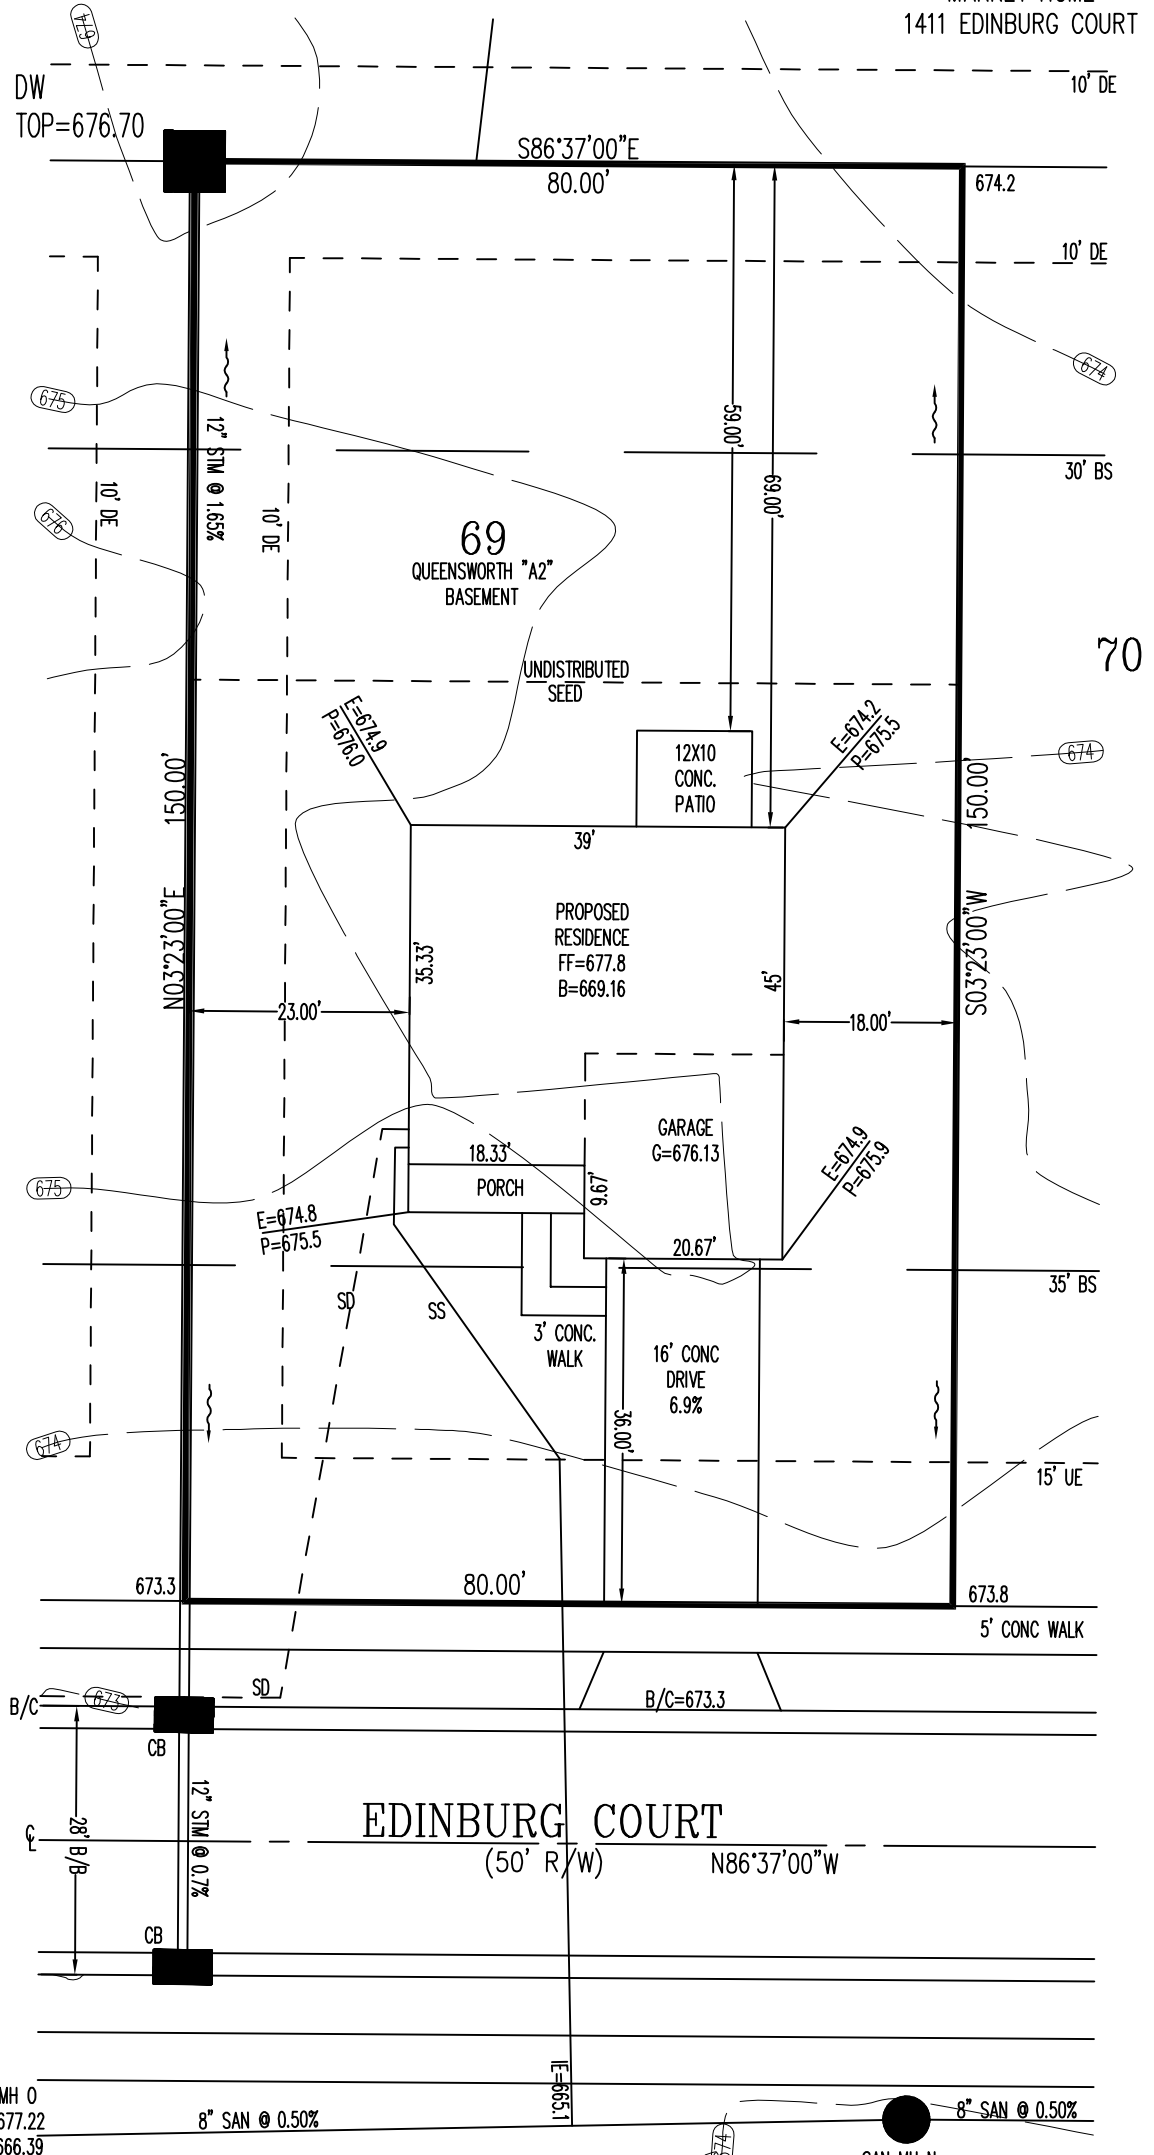 1411 EDINBURG COURT
674
DW
TOP=676.70
10' DE
S86°37'00"E
80.00'
674.2
10' DE
674
675
12" STM @ 1.65%
59.00'
69.00'
30' BS
676
10' DE
10' DE
69
QUEENSWORTH "A2"
BASEMENT
70
UNDISTRIBUTED
SEED
E=674.9
P=676.0
E=674.2
P=675.5
12X10
CONC.
PATIO
674
150.00'
N03°23'00"E
150.00'
S03°23'00"W
39'
PROPOSED
RESIDENCE
FF=677.8
B=669.16
35.33'
45'
23.00'
18.00'
GARAGE
G=676.13
18.33'
PORCH
9.67'
E=674.9
P=675.9
675
E=674.8
P=675.5
20.67'
35' BS
SD
SS
3' CONC.
WALK
16' CONC
DRIVE
6.9%
36.00'
674
15' UE
673.3
80.00'
673.8
5' CONC WALK
SD
B/C
673
B/C=673.3
CB
12" STM @ 0.7%
28' B/B
EDINBURG COURT
(50' R/W)
N86°37'00"W
CL
CB
IE=665.1
MH O
677.22
666.39
8" SAN @ 0.50%
674
8" SAN @ 0.50%